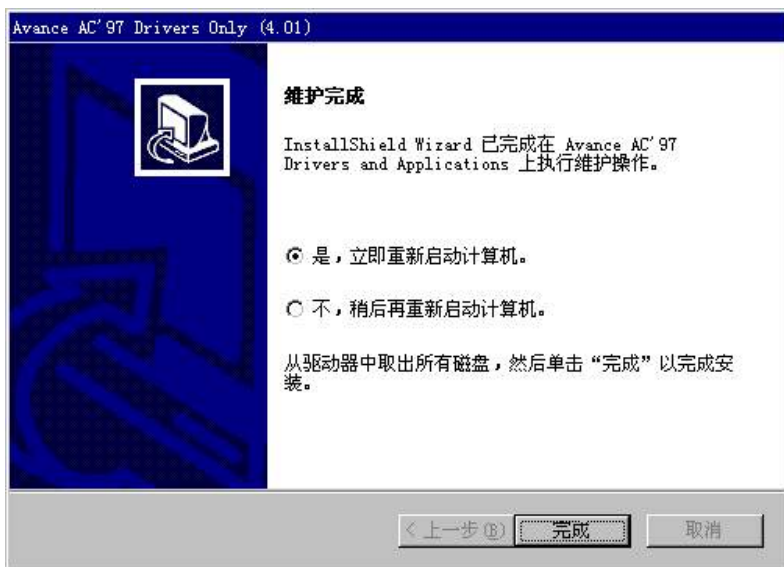 Avance AC'97 Drivers Only (4.01)
维护完成
InstallShield Wizard 已完成在 Avance AC'97
Drivers and Applications 上执行维护操作。
是，立即重新启动计算机。
不，稍后再重新启动计算机。
从驱动器中取出所有磁盘，然后单击“完成”以完成安
装。
< 上一步(B) 完成 取消